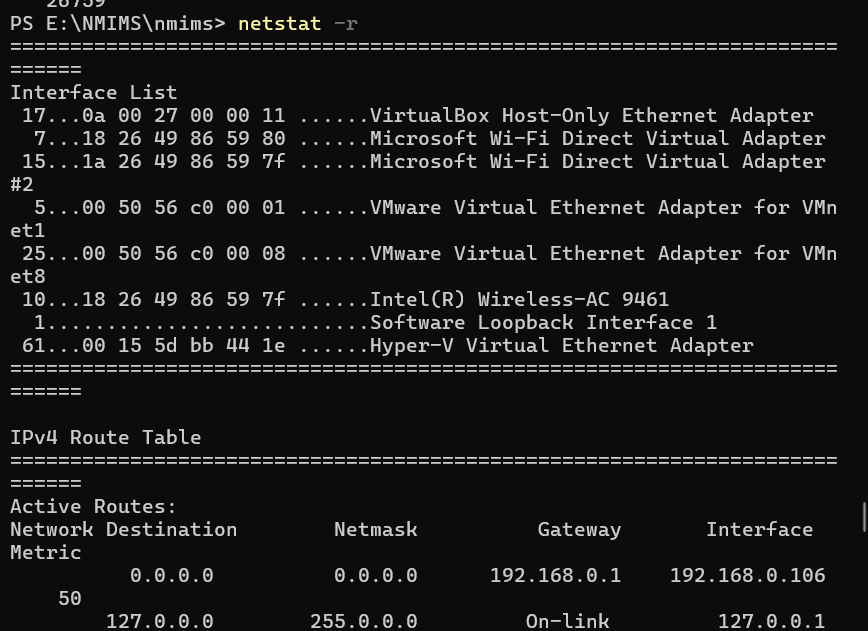 26759
PS E:\NMIMS\nmims> netstat -r
=====================================================================
======
Interface List
 17...0a 00 27 00 00 11 ......VirtualBox Host-Only Ethernet Adapter
  7...18 26 49 86 59 80 ......Microsoft Wi-Fi Direct Virtual Adapter
 15...1a 26 49 86 59 7f ......Microsoft Wi-Fi Direct Virtual Adapter
#2
  5...00 50 56 c0 00 01 ......VMware Virtual Ethernet Adapter for VMn
et1
 25...00 50 56 c0 00 08 ......VMware Virtual Ethernet Adapter for VMn
et8
 10...18 26 49 86 59 7f ......Intel(R) Wireless-AC 9461
  1...........................Software Loopback Interface 1
 61...00 15 5d bb 44 1e ......Hyper-V Virtual Ethernet Adapter
=====================================================================
======

IPv4 Route Table
=====================================================================
======
Active Routes:
Network Destination        Netmask          Gateway       Interface
Metric
          0.0.0.0          0.0.0.0      192.168.0.1    192.168.0.106
    50
        127.0.0.0        255.0.0.0         On-link         127.0.0.1